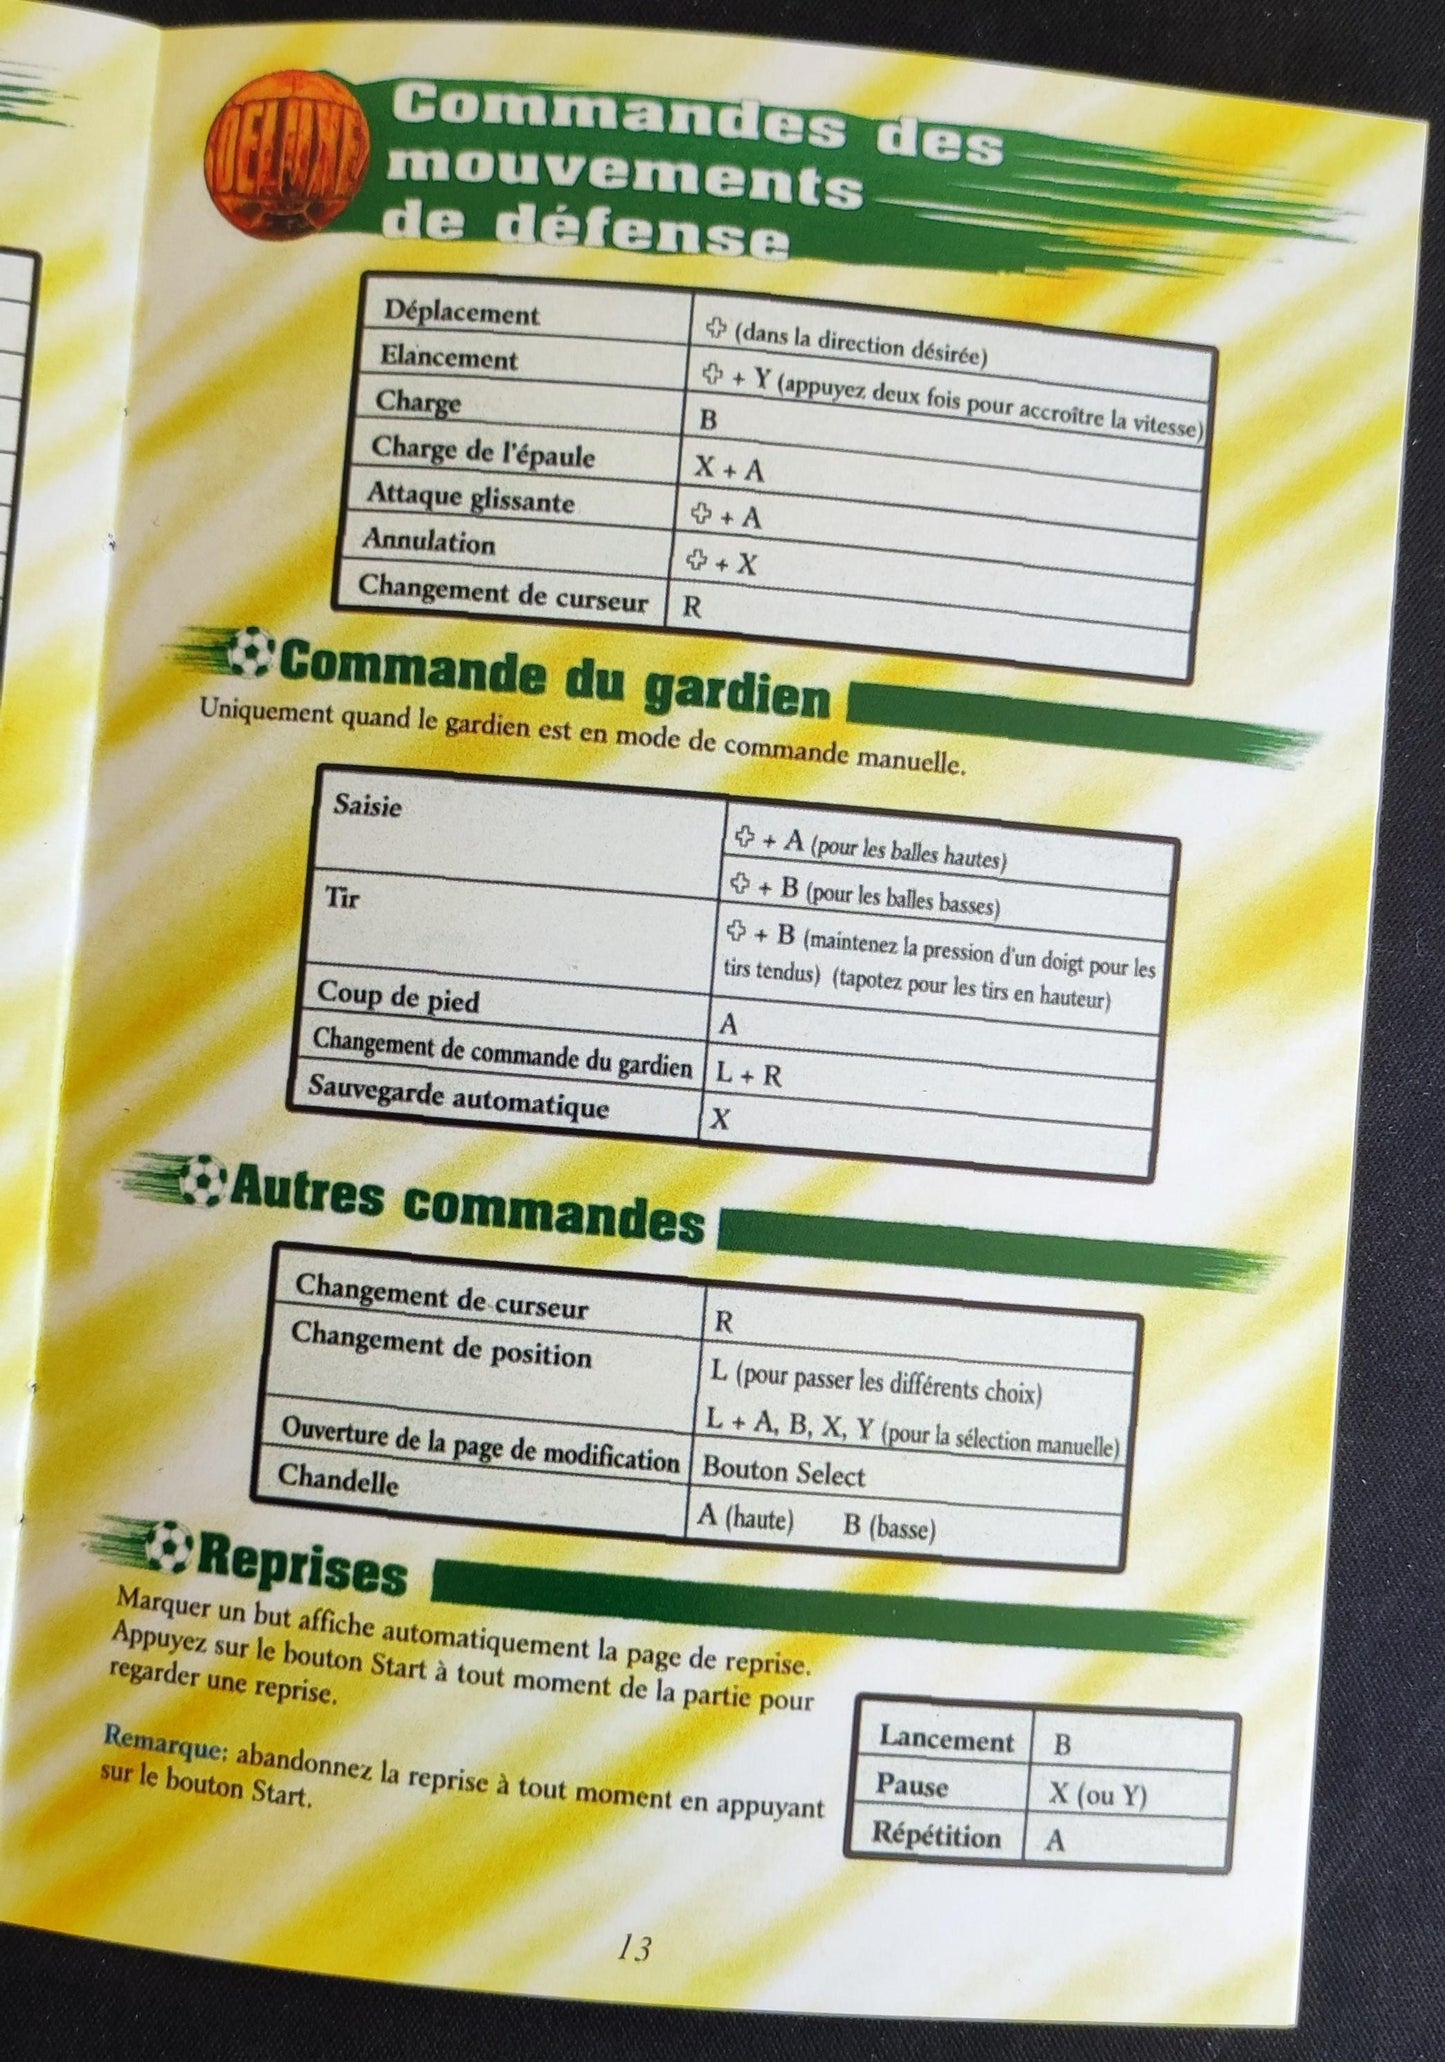 DELUXE
Commandes des
mouvements
de défense
Déplacement (dans la direction désirée)
Elancement + Y (appuyez deux fois pour accroître la vitesse)
Charge B
Charge de l'épaule X + A
Attaque glissante + A
Annulation + X
Changement de curseur R
Commande du gardien
Uniquement quand le gardien est en mode de commande manuelle.
Saisie + A (pour les balles hautes)
+ B (pour les balles basses)
Tir + B (maintenez la pression d'un doigt pour les
tirs tendus) (tapotez pour les tirs en hauteur)
Coup de pied A
Changement de commande du gardien L + R
Sauvegarde automatique X
Autres commandes
Changement de curseur R
Changement de position L (pour passer les différents choix)
L + A, B, X, Y (pour la sélection manuelle)
Ouverture de la page de modification Bouton Select
Chandelle A (haute) B (basse)
Reprises
Marquer un but affiche automatiquement la page de reprise.
Appuyez sur le bouton Start à tout moment de la partie pour
regarder une reprise.
Remarque: abandonnez la reprise à tout moment en appuyant
sur le bouton Start.
Lancement B
Pause X (ou Y)
Répétition A
13